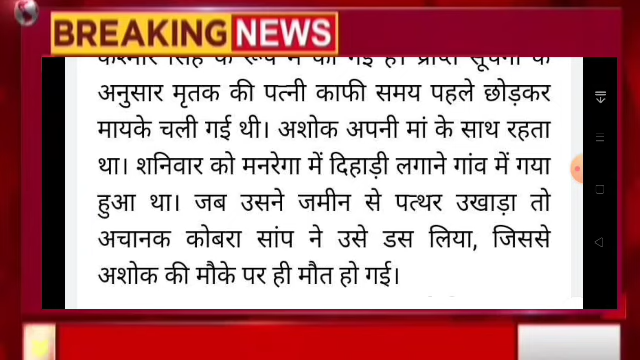 BREAKING NEWS
अनुसार मृतक की पत्नी काफी समय पहले छोड़कर
मायके चली गई थी। अशोक अपनी मां के साथ रहता
था। शनिवार को मनरेगा में दिहाड़ी लगाने गांव में गया
हुआ था। जब उसने जमीन से पत्थर उखाड़ा तो
अचानक कोबरा सांप ने उसे डस लिया, जिससे
अशोक की मौके पर ही मौत हो गई।